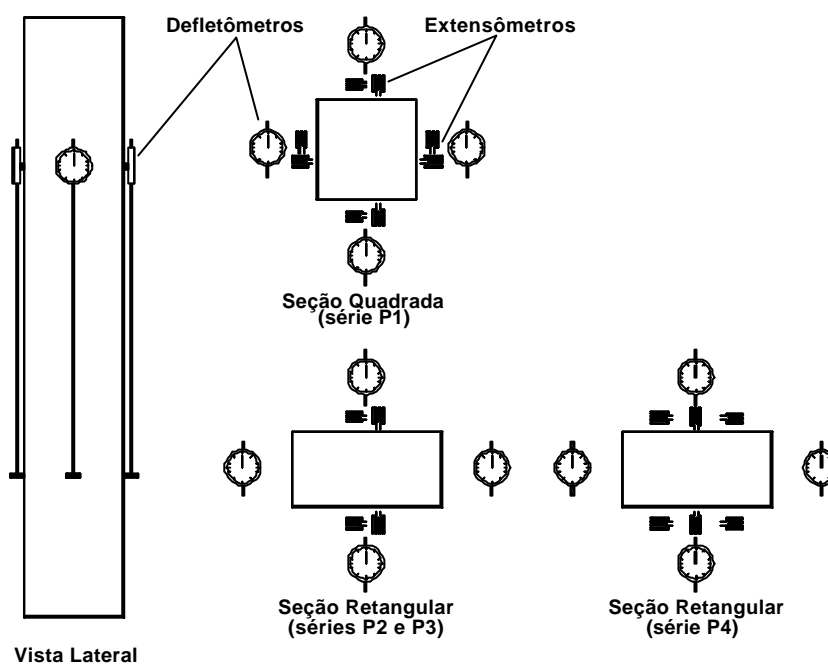 Defletômetros
Extensômetros
Seção Quadrada
(série P1)
Seção Retangular
(séries P2 e P3)
Seção Retangular
(série P4)
Vista Lateral